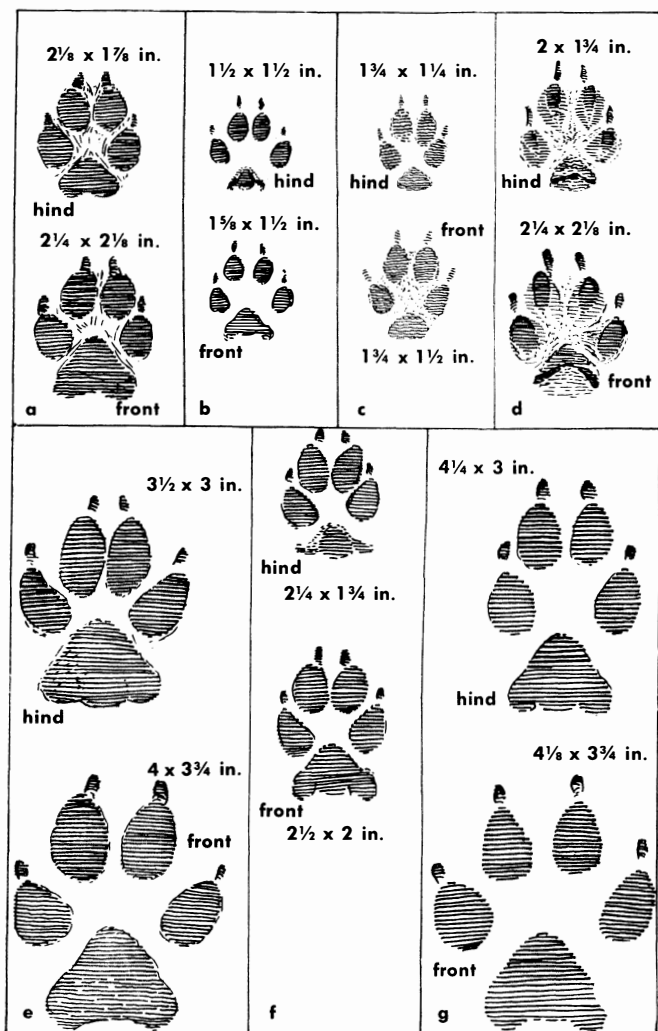 2⅛ x 1⅞ in.
hind
2¼ x 2⅛ in.
a
front
1½ x 1½ in.
hind
1⅝ x 1½ in.
front
b
1¾ x 1¼ in.
hind
front
1¾ x 1½ in.
c
2 x 1¾ in.
hind
2¼ x 2⅛ in.
front
d
3½ x 3 in.
hind
4 x 3¾ in.
front
e
hind
2¼ x 1¾ in.
front
2½ x 2 in.
f
4¼ x 3 in.
hind
4⅛ x 3¾ in.
front
g